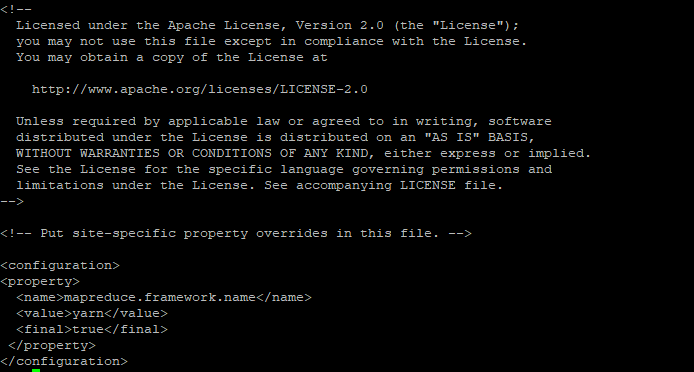 <!--
  Licensed under the Apache License, Version 2.0 (the "License");
  you may not use this file except in compliance with the License.
  You may obtain a copy of the License at

    http://www.apache.org/licenses/LICENSE-2.0

  Unless required by applicable law or agreed to in writing, software
  distributed under the License is distributed on an "AS IS" BASIS,
  WITHOUT WARRANTIES OR CONDITIONS OF ANY KIND, either express or implied.
  See the License for the specific language governing permissions and
  limitations under the License. See accompanying LICENSE file.
-->

<!-- Put site-specific property overrides in this file. -->

<configuration>
<property>
  <name>mapreduce.framework.name</name>
  <value>yarn</value>
  <final>true</final>
 </property>
</configuration>